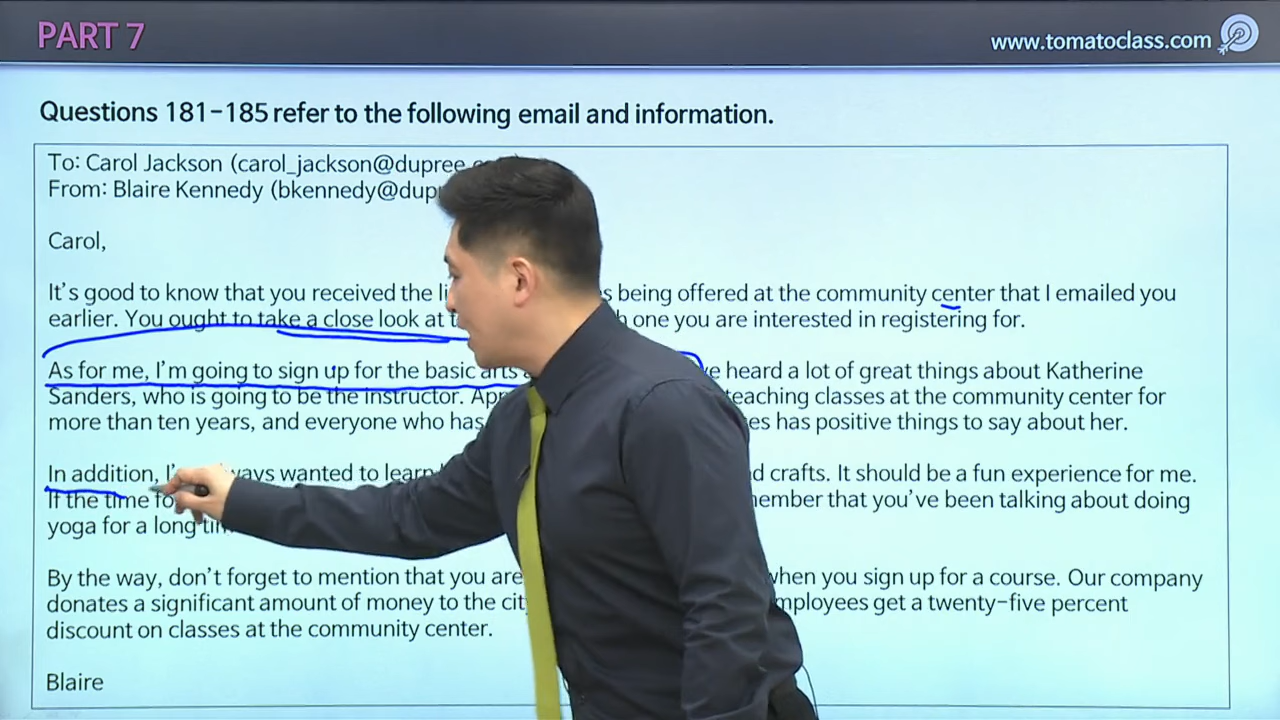 PART 7
www.tomatoclass.com
Questions 181-185 refer to the following email and information.
To: Carol Jackson (carol_jackson@dupree
From: Blaire Kennedy (bkennedy@dup
Carol,
It's good to know that you received the being offered at the community center that I emailed you
earlier. You ought to take a close look at one you are interested in registering for.
As for me, I'm going to sign up for the basic arts heard a lot of great things about Katherine
Sanders, who is going to be the instructor. teaching classes at the community center for
more than ten years, and everyone who has has positive things to say about her.
In addition, wanted to learn crafts. It should be a fun experience for me.
If the time that you've been talking about doing
yoga for a long
By the way, don't forget to mention that you are when you sign up for a course. Our company
donates a significant amount of money to the city employees get a twenty-five percent
discount on classes at the community center.
Blaire